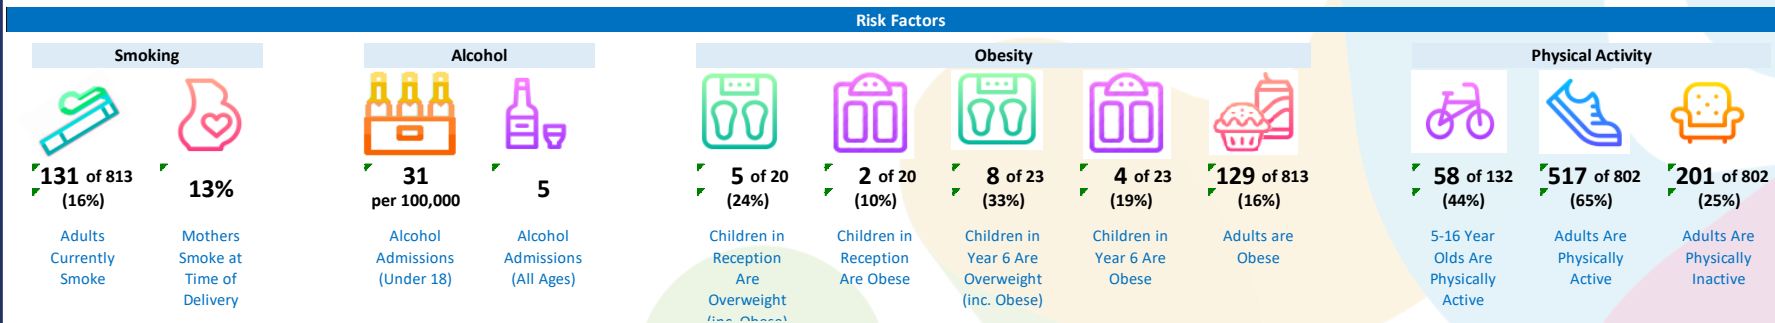 Risk Factors
Smoking
Alcohol
Obesity
Physical Activity
131 of 813
(16%)
Adults
Currently
Smoke
13%
Mothers
Smoke at
Time of
Delivery
31
per 100,000
Alcohol
Admissions
(Under 18)
5
Alcohol
Admissions
(All Ages)
5 of 20
(24%)
Children in
Reception
Are
Overweight
(inc. Obese)
2 of 20
(10%)
Children in
Reception
Are Obese
8 of 23
(33%)
Children in
Year 6 Are
Overweight
(inc. Obese)
4 of 23
(19%)
Children in
Year 6 Are
Obese
129 of 813
(16%)
Adults are
Obese
58 of 132
(44%)
5-16 Year
Olds Are
Physically
Active
517 of 802
(65%)
Adults Are
Physically
Active
201 of 802
(25%)
Adults Are
Physically
Inactive